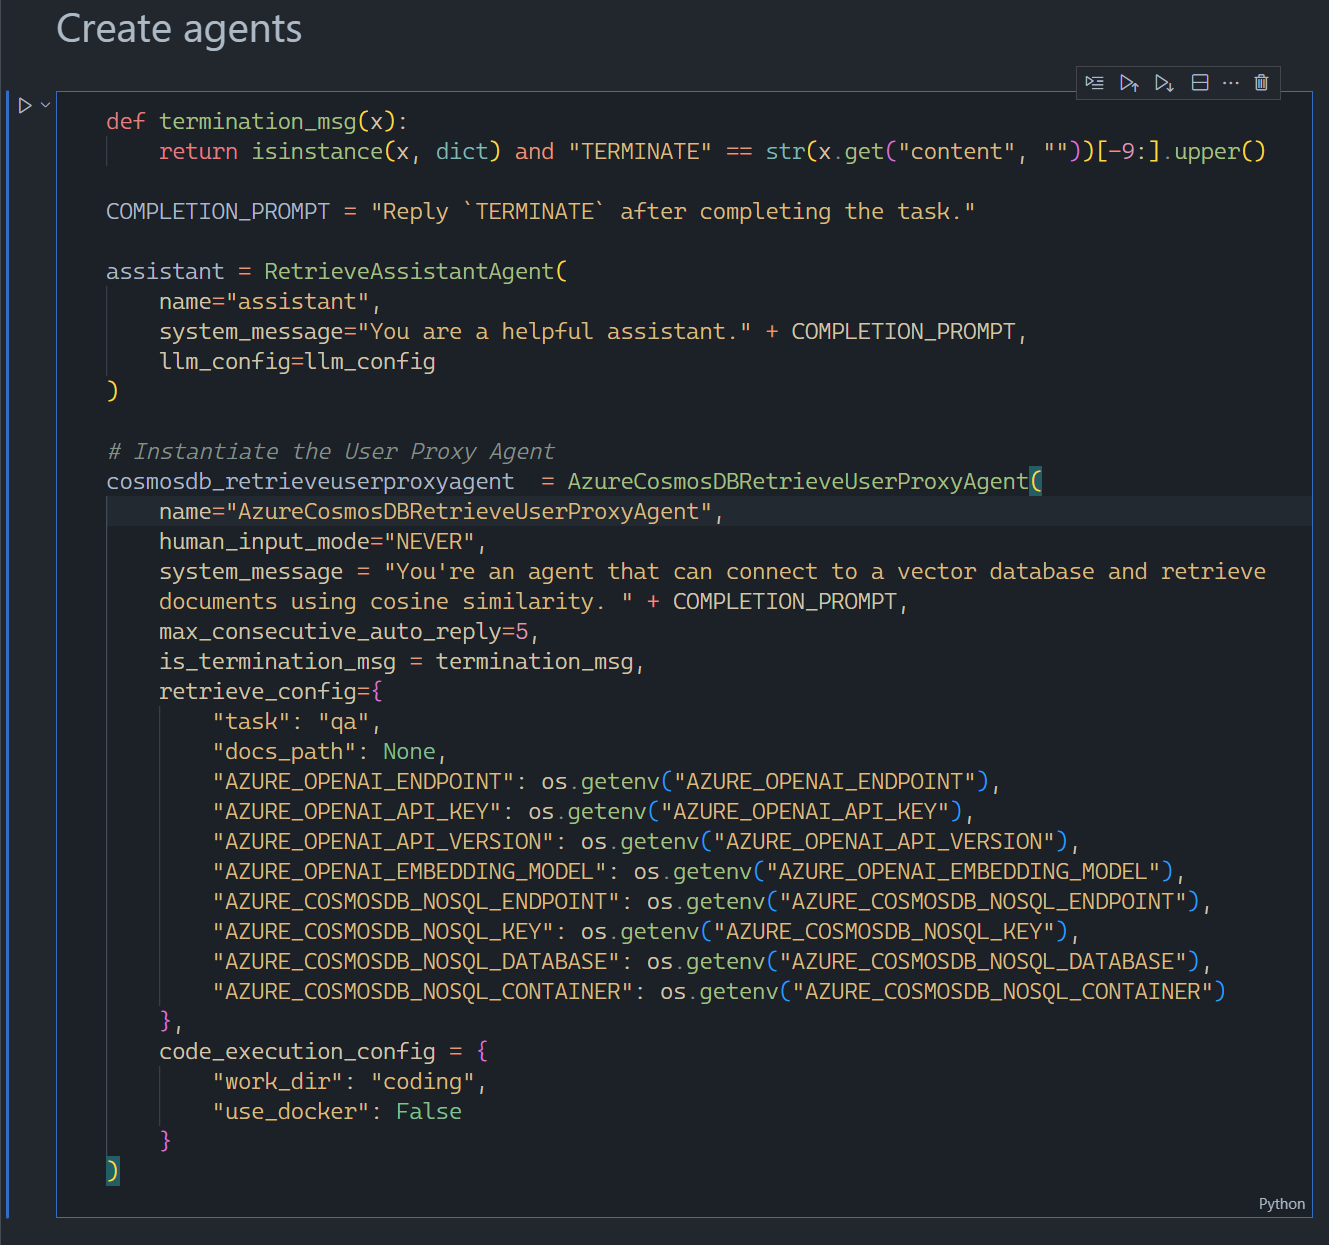 Create agents
def termination_msg(x):
    return isinstance(x, dict) and "TERMINATE" == str(x.get("content", ""))[-9:].upper()
COMPLETION_PROMPT = "Reply `TERMINATE` after completing the task."
assistant = RetrieveAssistantAgent(
    name="assistant",
    system_message="You are a helpful assistant." + COMPLETION_PROMPT,
    llm_config=llm_config
)
# Instantiate the User Proxy Agent
cosmosdb_retrieveuserproxyagent  = AzureCosmosDBRetrieveUserProxyAgent(
    name="AzureCosmosDBRetrieveUserProxyAgent",
    human_input_mode="NEVER",
    system_message = "You're an agent that can connect to a vector database and retrieve
    documents using cosine similarity. " + COMPLETION_PROMPT,
    max_consecutive_auto_reply=5,
    is_termination_msg = termination_msg,
    retrieve_config={
        "task": "qa",
        "docs_path": None,
        "AZURE_OPENAI_ENDPOINT": os.getenv("AZURE_OPENAI_ENDPOINT"),
        "AZURE_OPENAI_API_KEY": os.getenv("AZURE_OPENAI_API_KEY"),
        "AZURE_OPENAI_API_VERSION": os.getenv("AZURE_OPENAI_API_VERSION"),
        "AZURE_OPENAI_EMBEDDING_MODEL": os.getenv("AZURE_OPENAI_EMBEDDING_MODEL"),
        "AZURE_COSMOSDB_NOSQL_ENDPOINT": os.getenv("AZURE_COSMOSDB_NOSQL_ENDPOINT"),
        "AZURE_COSMOSDB_NOSQL_KEY": os.getenv("AZURE_COSMOSDB_NOSQL_KEY"),
        "AZURE_COSMOSDB_NOSQL_DATABASE": os.getenv("AZURE_COSMOSDB_NOSQL_DATABASE"),
        "AZURE_COSMOSDB_NOSQL_CONTAINER": os.getenv("AZURE_COSMOSDB_NOSQL_CONTAINER")
    },
    code_execution_config = {
        "work_dir": "coding",
        "use_docker": False
    }
)
Python